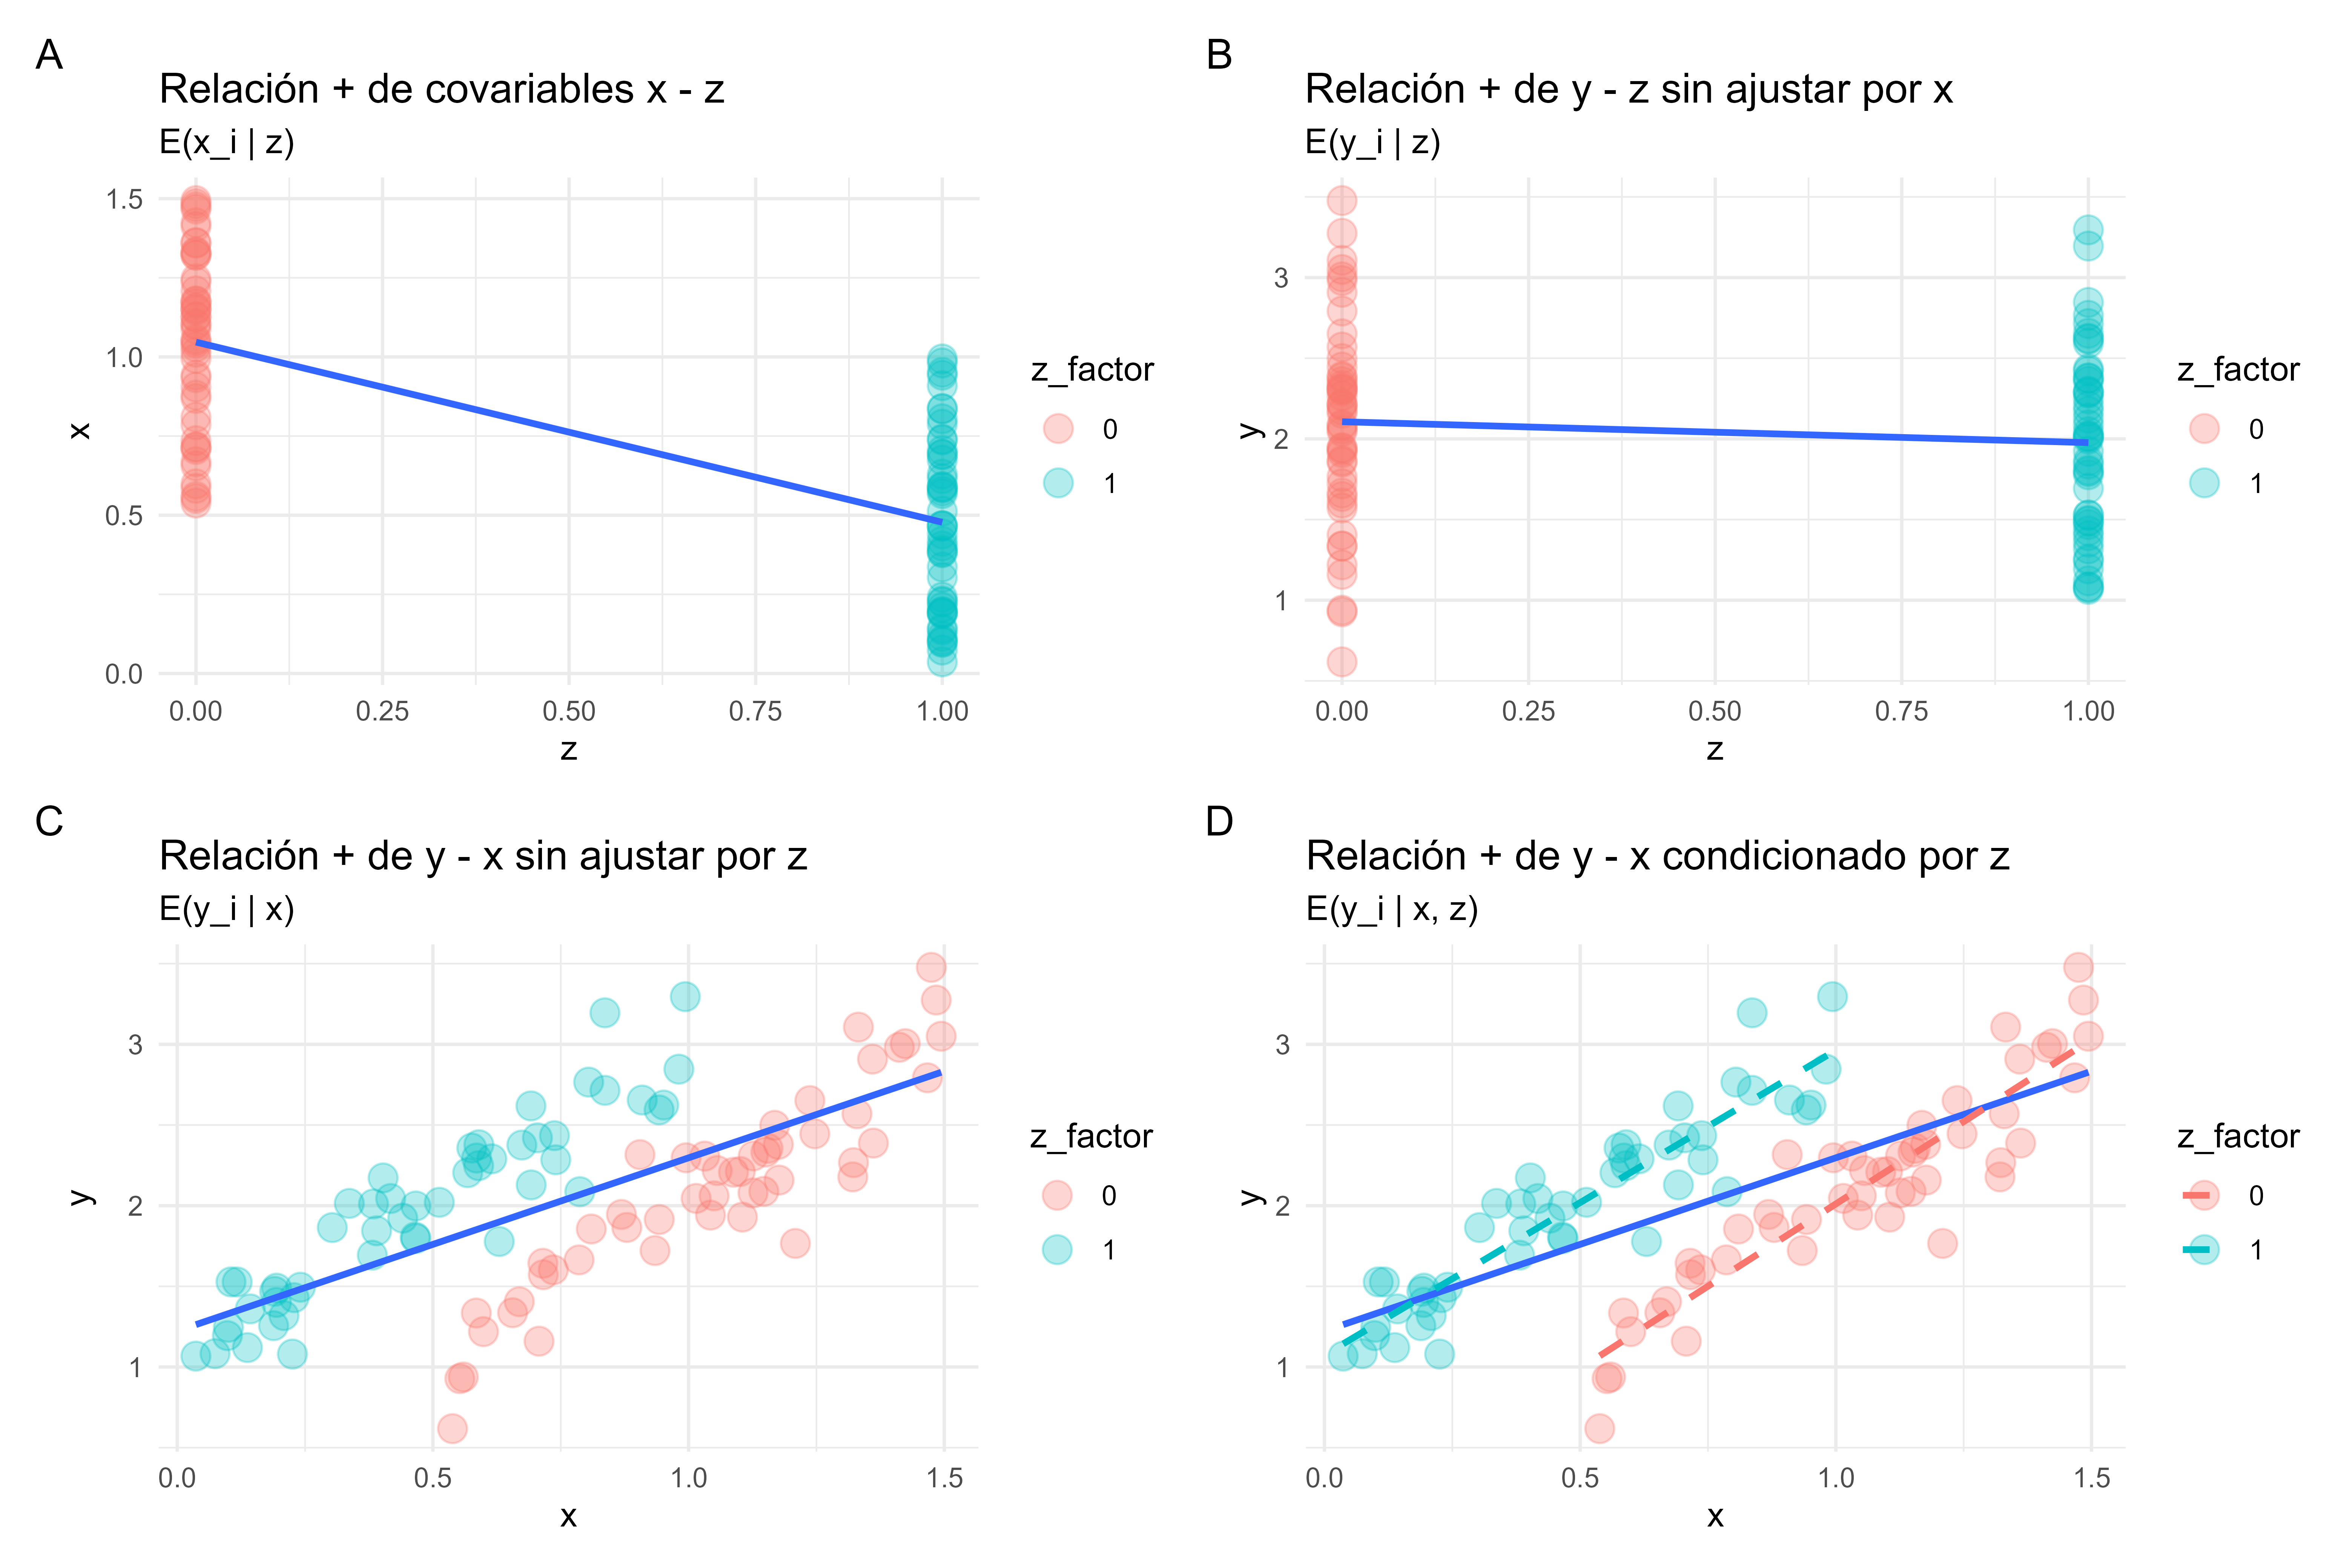 A
Relación + de covariables x - z
E(x_i | z)
1.5
1.0
0.5
0.0
x
0.00 0.25 0.50 0.75 1.00
z
z_factor
0
1
B
Relación + de y - z sin ajustar por x
E(y_i | z)
3
2
1
y
0.00 0.25 0.50 0.75 1.00
z
z_factor
0
1
C
Relación + de y - x sin ajustar por z
E(y_i | x)
3
2
1
y
0.0 0.5 1.0 1.5
x
z_factor
0
1
D
Relación + de y - x condicionado por z
E(y_i | x, z)
3
2
1
y
0.0 0.5 1.0 1.5
x
z_factor
0
1